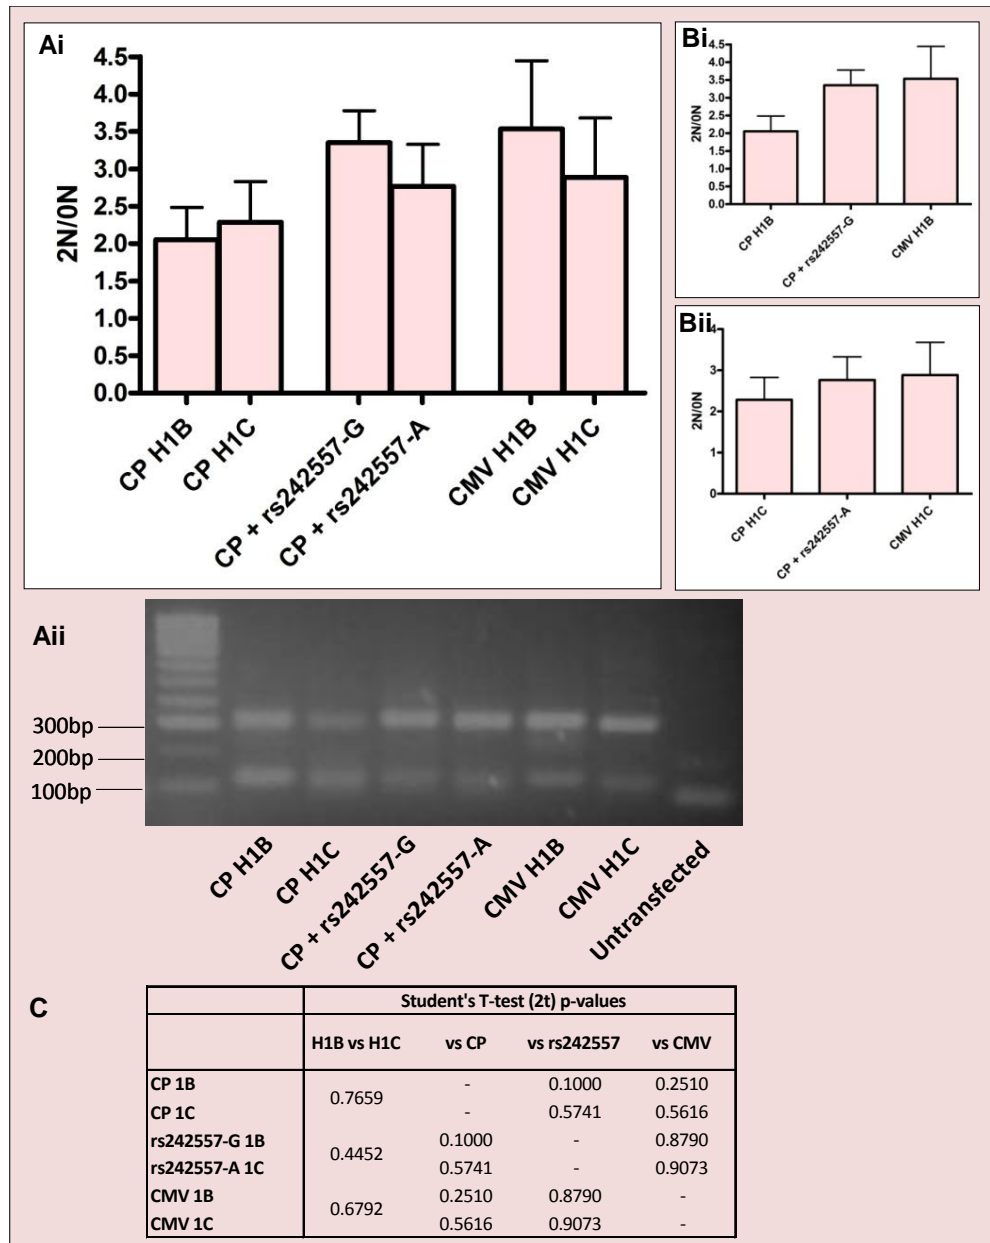 Ai
4.5
4.0
3.5
3.0
2.5
2.0
1.5
1.0
0.5
0.0
2N/0N
CP H1B
CP H1C
CP + rs242557-G
CP + rs242557-A
CMV H1B
CMV H1C
Bi
4.5
4.0
3.5
3.0
2.5
2.0
1.5
1.0
0.5
0.0
2N/0N
CP H1B
CP + rs242557-G
CMV H1B
Bii
4
3
2
1
0
2N/0N
CP H1C
CP + rs242557-A
CMV H1C
Aii
300bp
200bp
100bp
CP H1B
CP H1C
CP + rs242557-G
CP + rs242557-A
CMV H1B
CMV H1C
Untransfected
C
Student's T-test (2t) p-values
H1B vs H1C vs CP vs rs242557 vs CMV
CP 1B 0.7659 - 0.1000 0.2510
CP 1C - 0.5741 0.5616
rs242557-G 1B 0.4452 0.1000 - 0.8790
rs242557-A 1C 0.5741 - 0.9073
CMV 1B 0.6792 0.2510 0.8790 -
CMV 1C 0.5616 0.9073 -